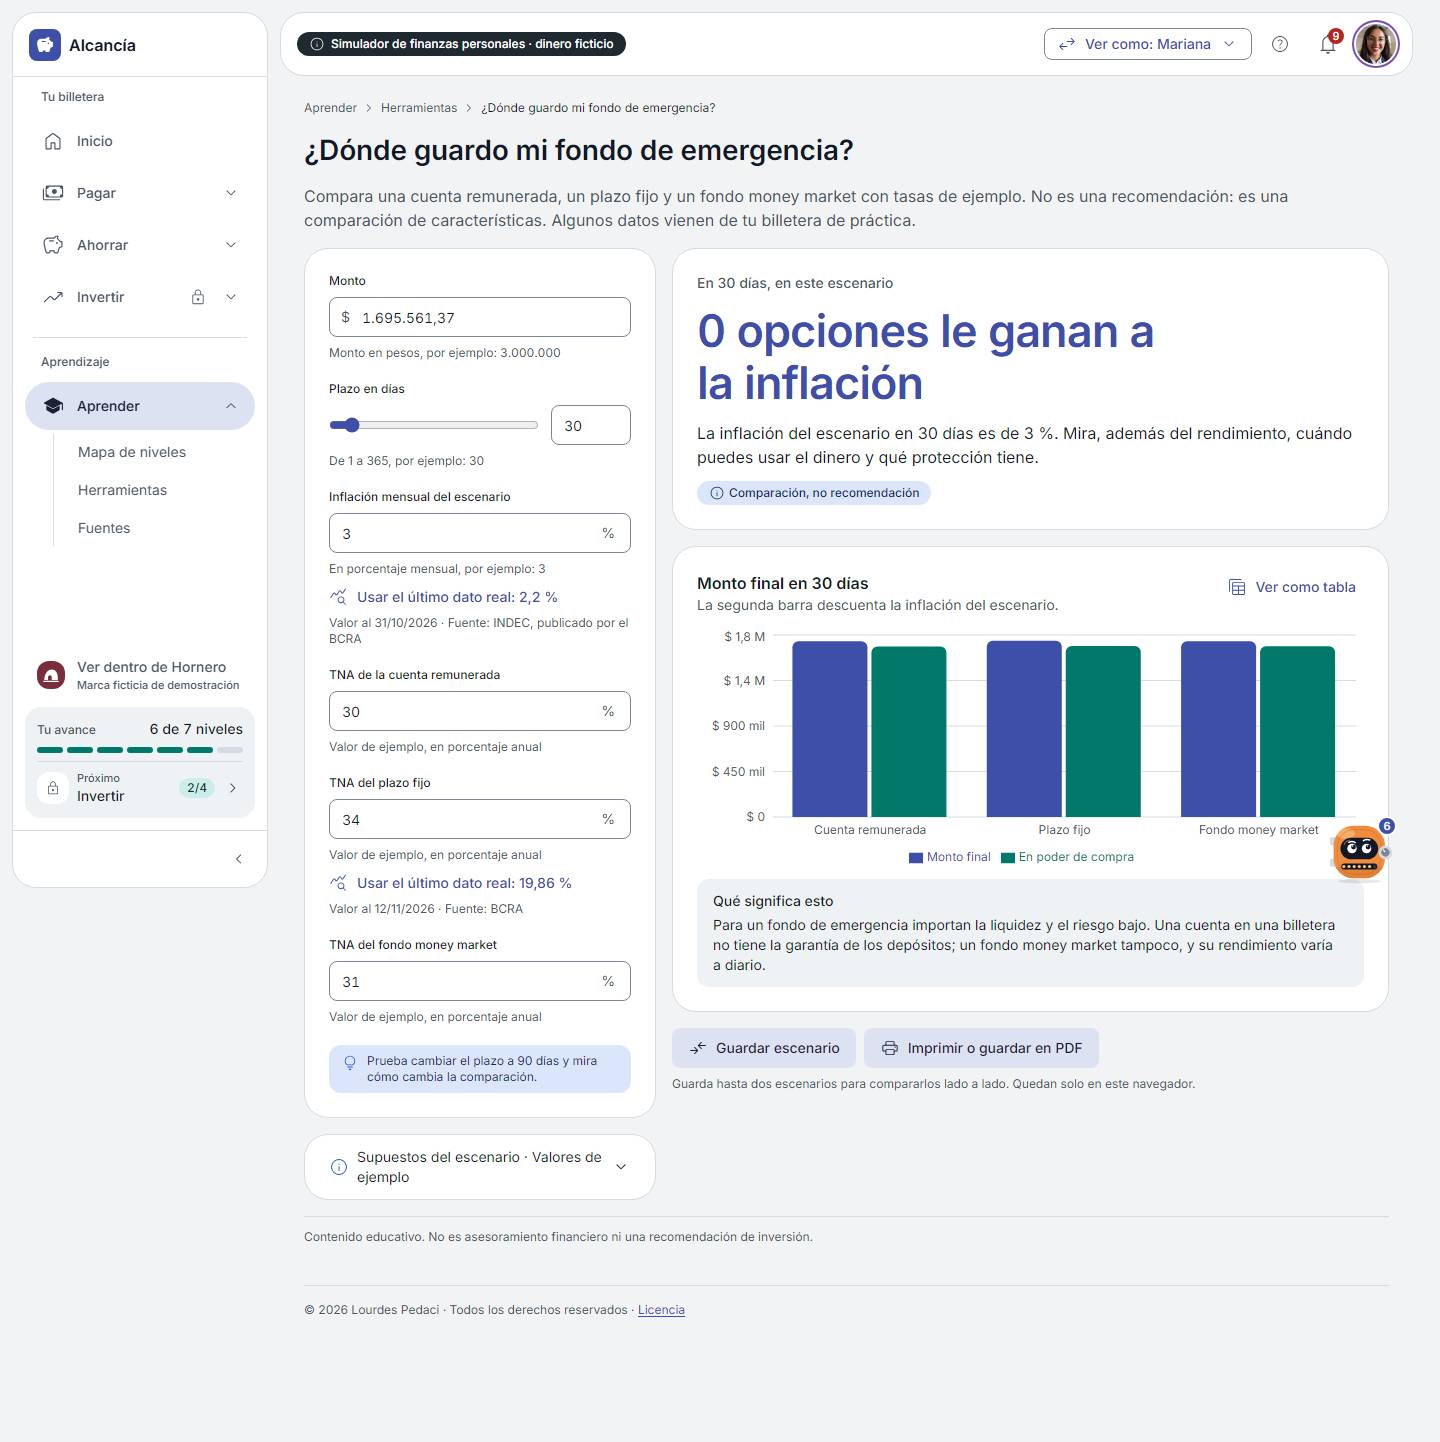 Alcancía
Tu billetera
Inicio
Pagar
Ahorrar
Invertir
Aprendizaje
Aprender
Mapa de niveles
Herramientas
Fuentes
Ver dentro de Hornero
Marca ficticia de demostración
Tu avance 6 de 7 niveles
Próximo
Invertir
2/4
Simulador de finanzas personales · dinero ficticio
Ver como: Mariana
9
Aprender > Herramientas > ¿Dónde guardo mi fondo de emergencia?
¿Dónde guardo mi fondo de emergencia?
Compara una cuenta remunerada, un plazo fijo y un fondo money market con tasas de ejemplo. No es una recomendación: es una
comparación de características. Algunos datos vienen de tu billetera de práctica.
Monto
$ 1.695.561,37
Monto en pesos, por ejemplo: 3.000.000
Plazo en días
30
De 1 a 365, por ejemplo: 30
Inflación mensual del escenario
3 %
En porcentaje mensual, por ejemplo: 3
Usar el último dato real: 2,2 %
Valor al 31/10/2026 · Fuente: INDEC, publicado por el
BCRA
TNA de la cuenta remunerada
30 %
Valor de ejemplo, en porcentaje anual
TNA del plazo fijo
34 %
Valor de ejemplo, en porcentaje anual
Usar el último dato real: 19,86 %
Valor al 12/11/2026 · Fuente: BCRA
TNA del fondo money market
31 %
Valor de ejemplo, en porcentaje anual
Prueba cambiar el plazo a 90 días y mira
cómo cambia la comparación.
Supuestos del escenario · Valores de
ejemplo
En 30 días, en este escenario
0 opciones le ganan a
la inflación
La inflación del escenario en 30 días es de 3 %. Mira, además del rendimiento, cuándo
puedes usar el dinero y qué protección tiene.
Comparación, no recomendación
Monto final en 30 días
La segunda barra descuenta la inflación del escenario.
Ver como tabla
$ 1,8 M
$ 1,4 M
$ 900 mil
$ 450 mil
$ 0
Cuenta remunerada Plazo fijo Fondo money market
Monto final En poder de compra
6
Qué significa esto
Para un fondo de emergencia importan la liquidez y el riesgo bajo. Una cuenta en una billetera
no tiene la garantía de los depósitos; un fondo money market tampoco, y su rendimiento varía
a diario.
Guardar escenario
Imprimir o guardar en PDF
Guarda hasta dos escenarios para compararlos lado a lado. Quedan solo en este navegador.
Contenido educativo. No es asesoramiento financiero ni una recomendación de inversión.
© 2026 Lourdes Pedaci · Todos los derechos reservados · Licencia